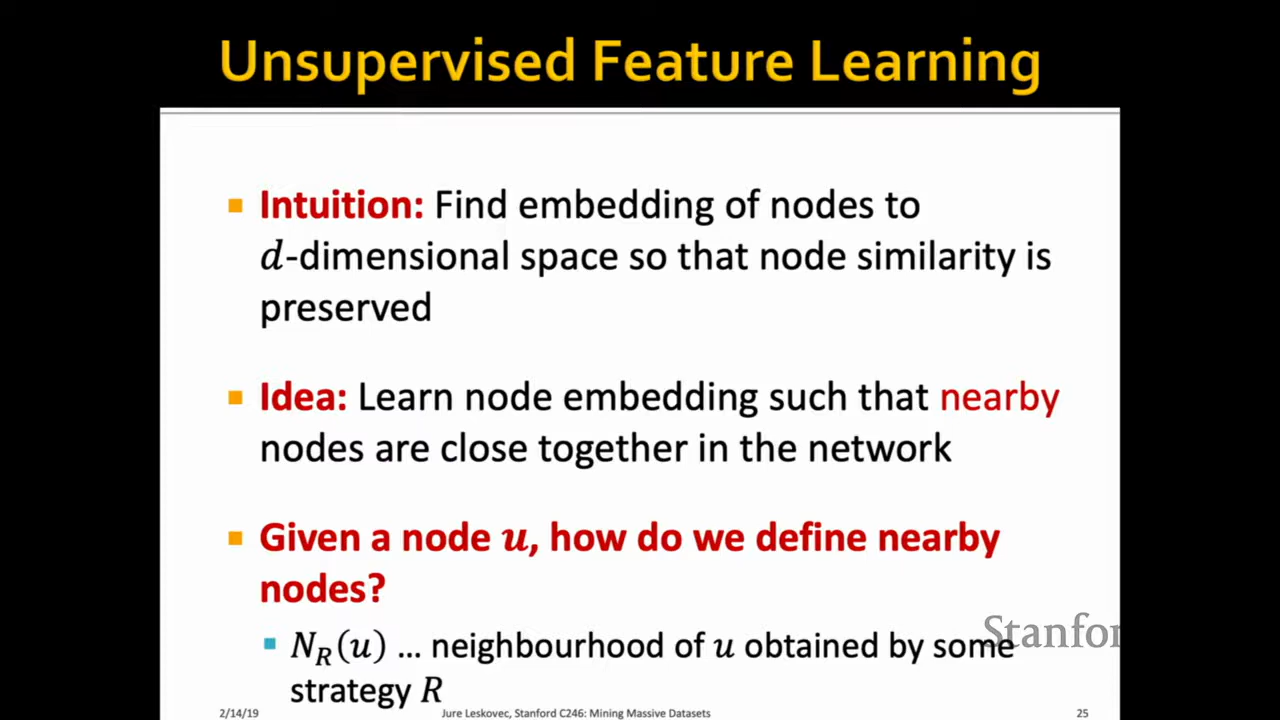 Unsupervised Feature Learning
Intuition: Find embedding of nodes to
d-dimensional space so that node similarity is
preserved
Idea: Learn node embedding such that nearby
nodes are close together in the network
Given a node u, how do we define nearby
nodes?
Stanfor
N_R(u) … neighbourhood of u obtained by some
strategy R
2/14/19 Jure Leskovec, Stanford C246: Mining Massive Datasets 25